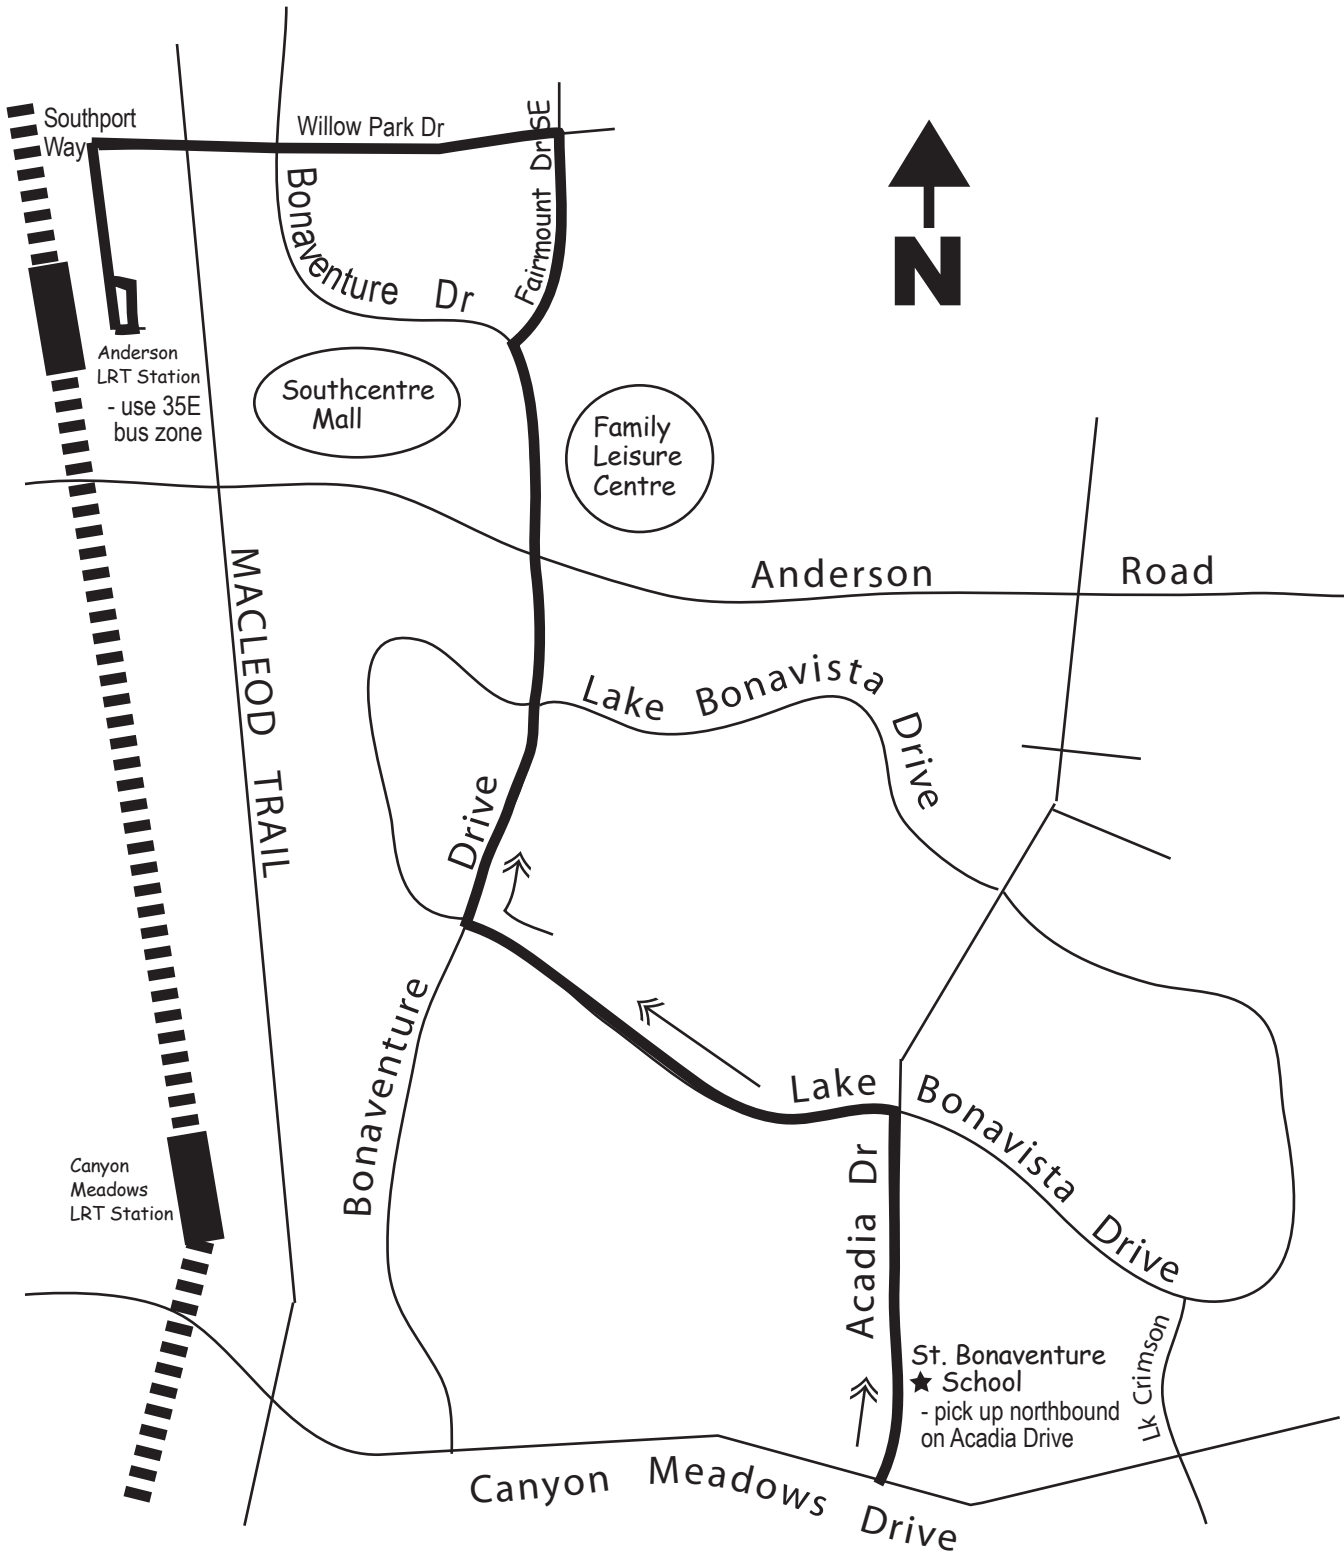 Southport
Way
Willow Park Dr
Fairmount Dr SE
Bonaventure Dr
N
Anderson
LRT Station
- use 35E
bus zone
Southcentre
Mall
Family
Leisure
Centre
MACLEOD TRAIL
Anderson Road
Lake Bonavista Drive
Bonaventure Drive
Lake Bonavista Drive
Acadia Dr
Canyon
Meadows
LRT Station
St. Bonaventure
School
- pick up northbound
on Acadia Drive
Lk Crimson
Canyon Meadows Drive